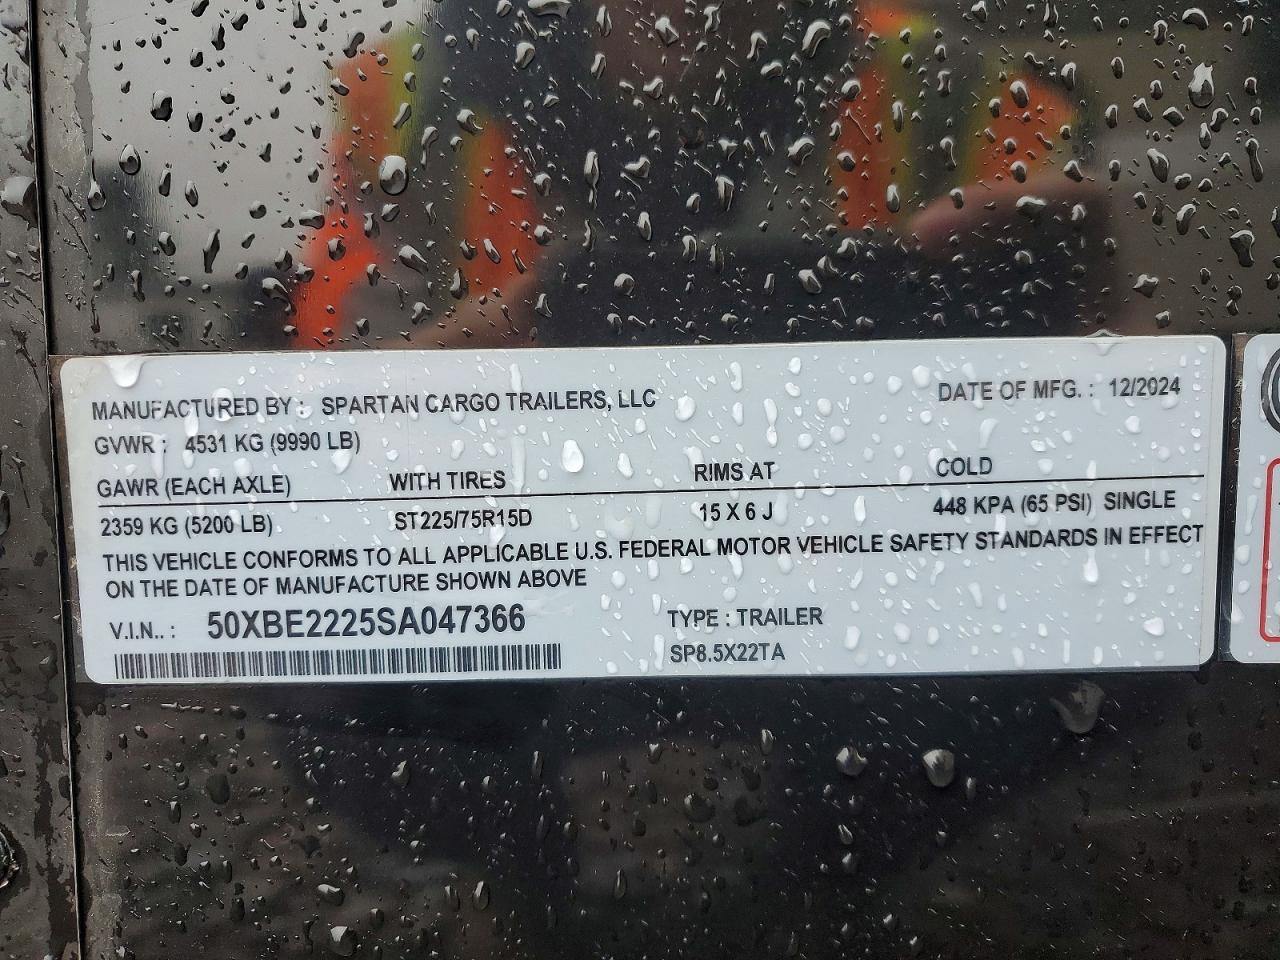 MANUFACTURED BY : SPARTAN CARGO TRAILERS, LLC DATE OF MFG. : 12/2024
GVWR : 4531 KG (9990 LB)
GAWR (EACH AXLE) WITH TIRES RIMS AT COLD
2359 KG (5200 LB) ST225/75R15D 15 X 6 J 448 KPA (65 PSI) SINGLE
THIS VEHICLE CONFORMS TO ALL APPLICABLE U.S. FEDERAL MOTOR VEHICLE SAFETY STANDARDS IN EFFECT
ON THE DATE OF MANUFACTURE SHOWN ABOVE
V.I.N.. : 50XBE2225SA047366 TYPE : TRAILER
SP8.5X22TA